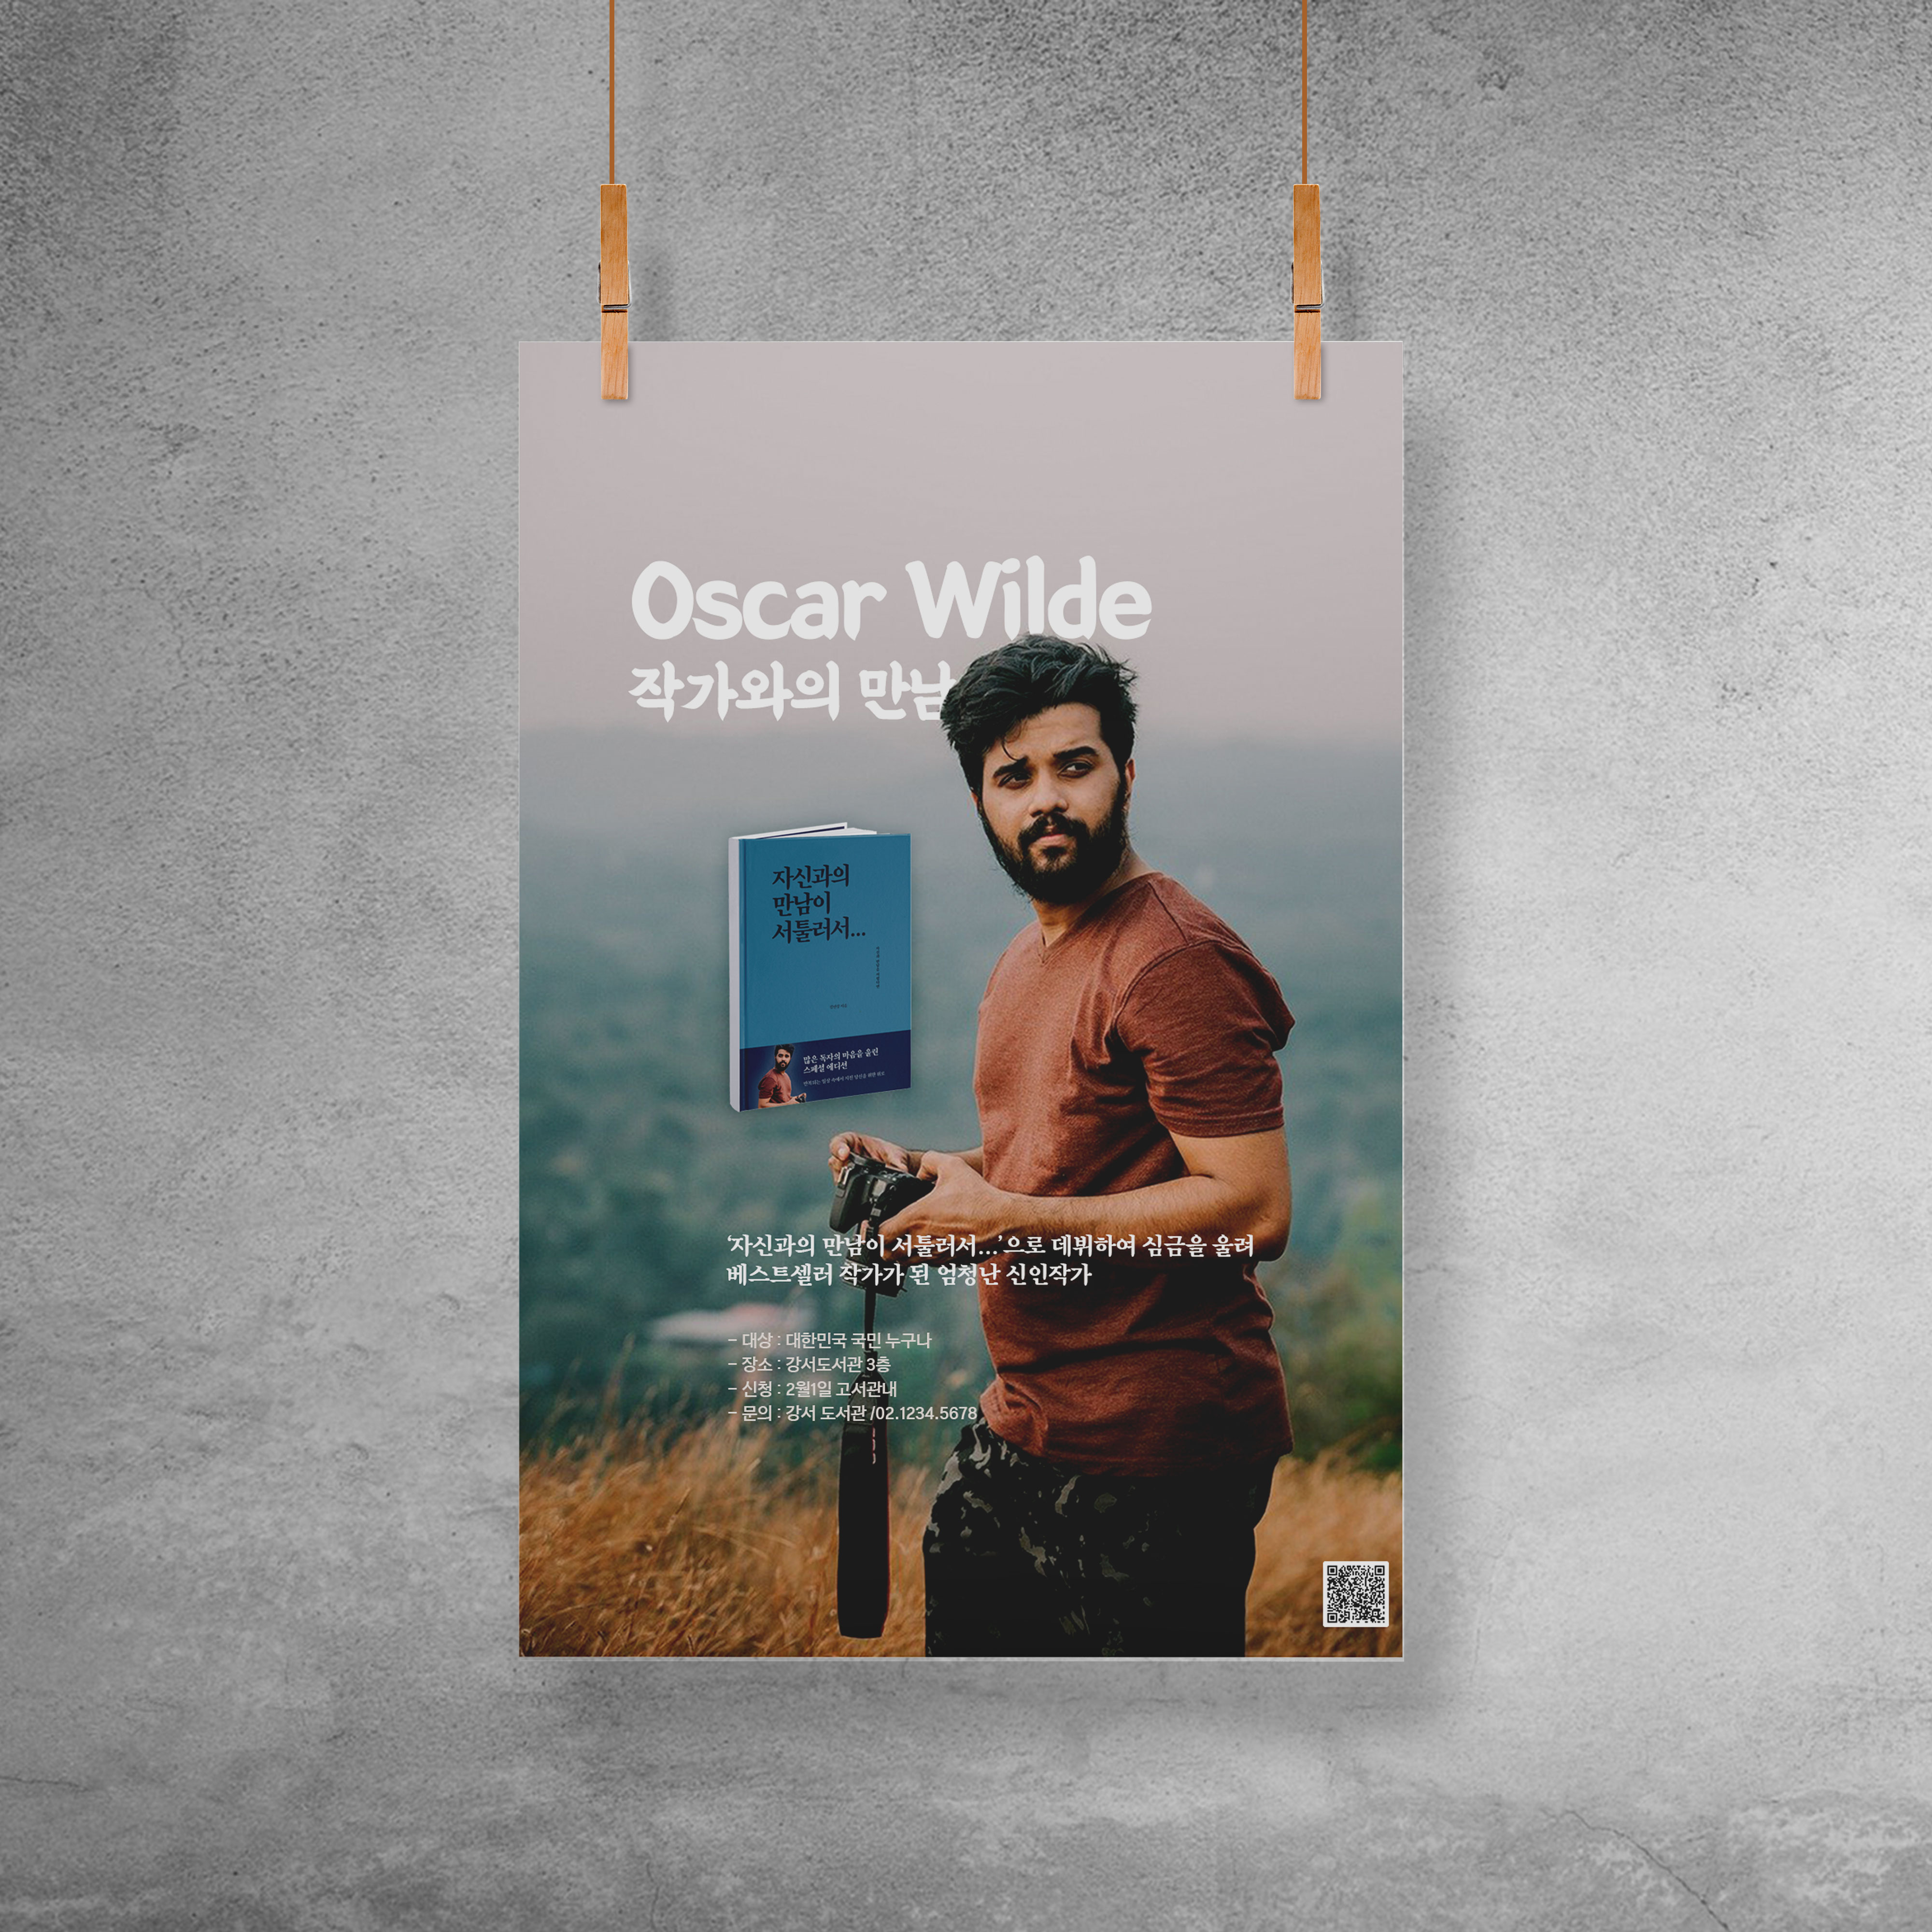 Oscar Wilde
작가와의 만남
자신과의
만남이
서툴러서...
많은 독자의 마음을 울린
스페셜 에디션
'자신과의 만남이 서툴러서...'으로 데뷔하여 심금을 울려
베스트셀러 작가가 된 엄청난 신인작가
- 대상 : 대한민국 국민 누구나
- 장소 : 강서도서관 3층
- 신청 : 2월1일 고서관내
- 문의 : 강서 도서관 /02.1234.5678